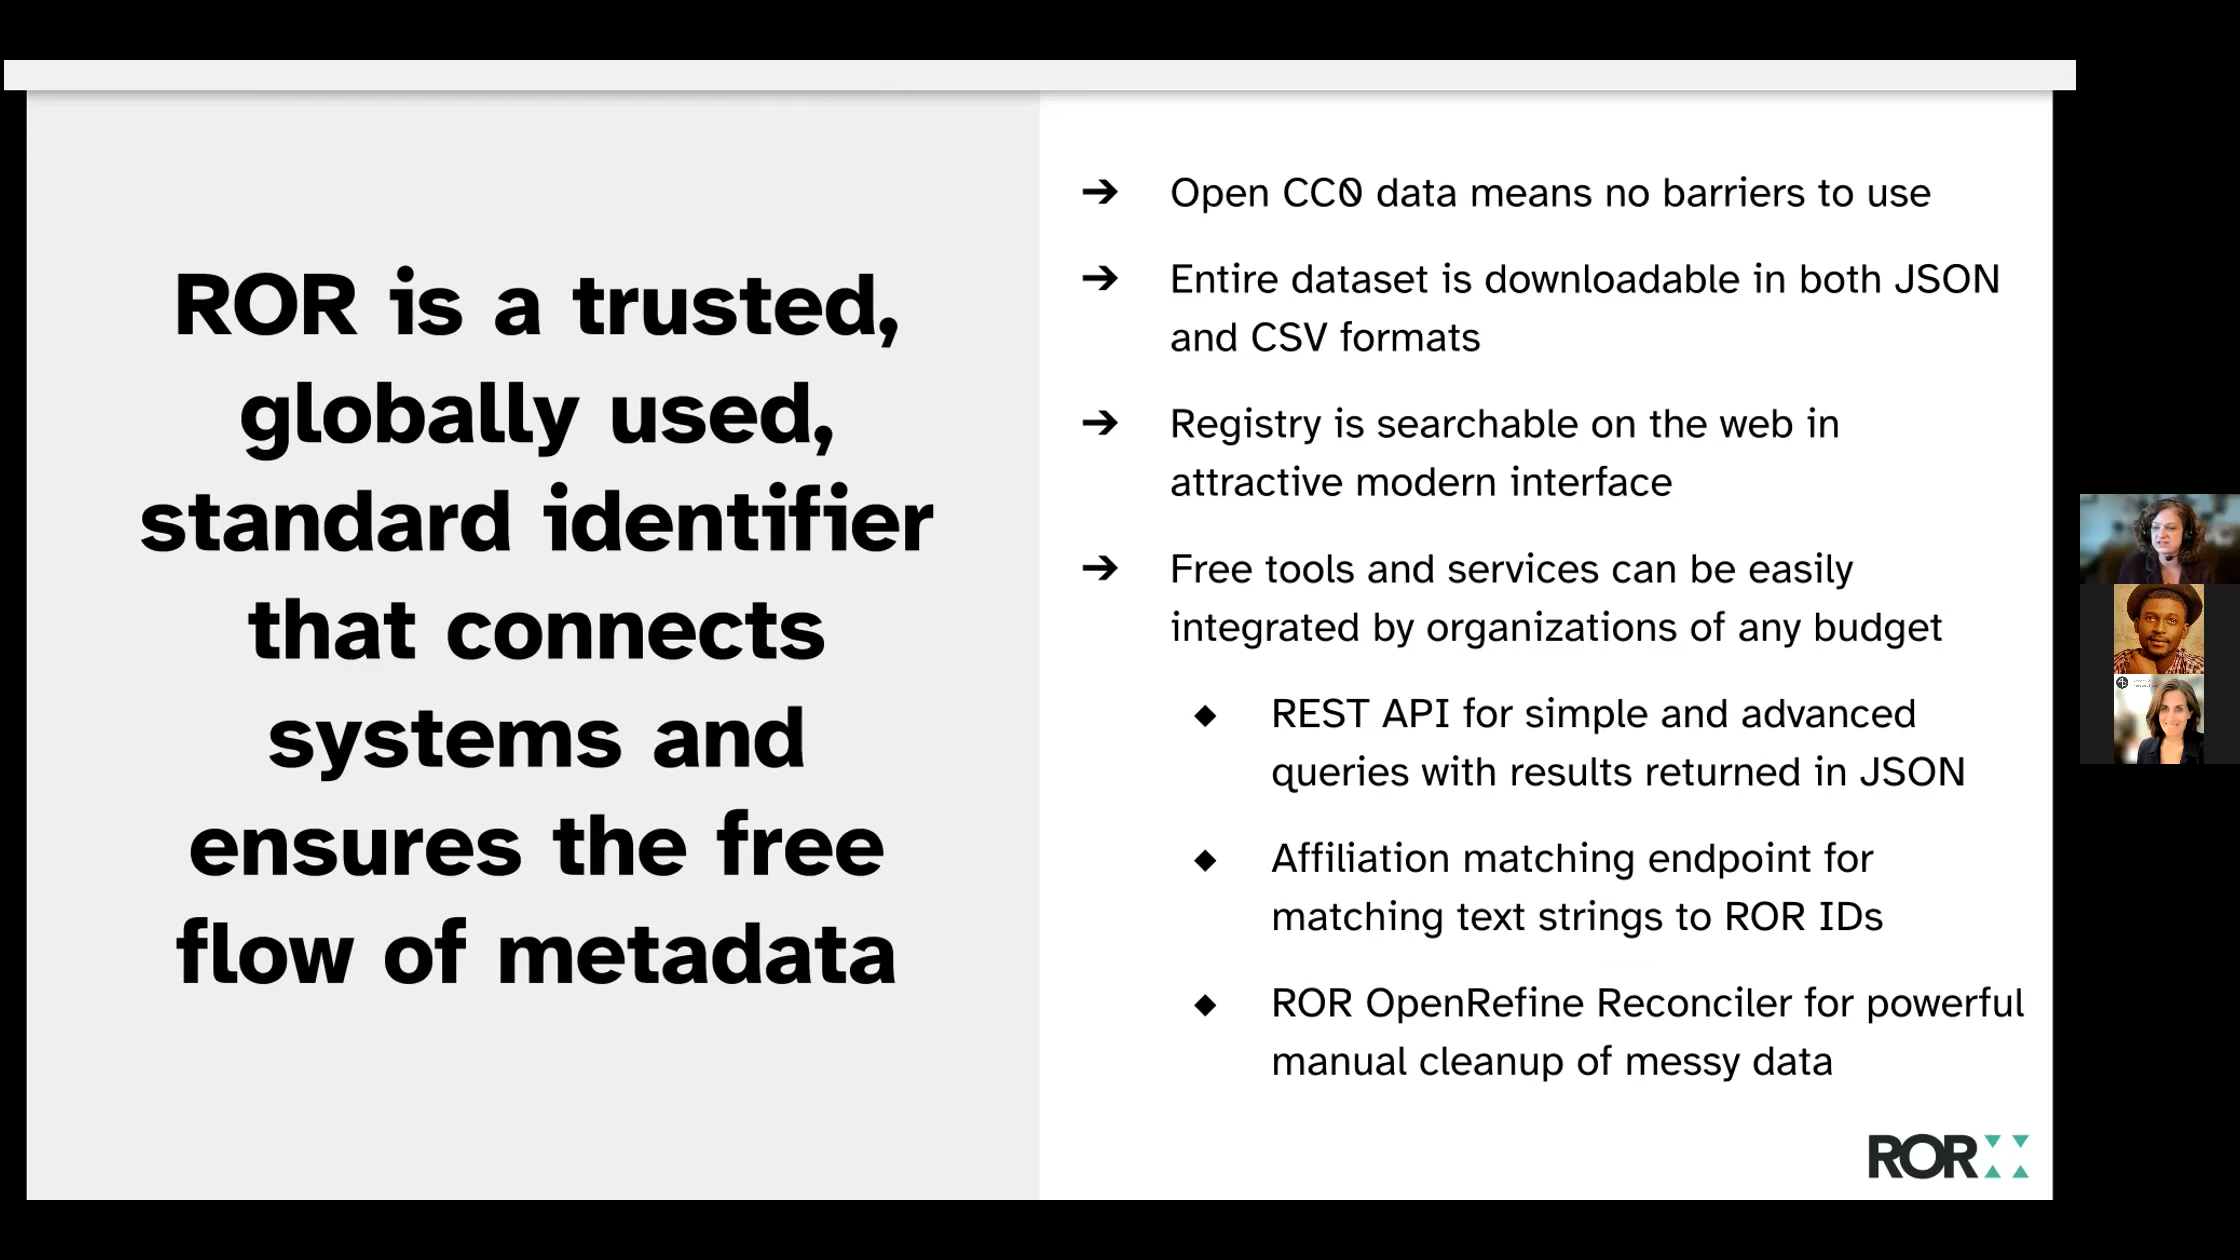 ROR is a trusted,
globally used,
standard identifier
that connects
systems and
ensures the free
flow of metadata
➔ Open CC0 data means no barriers to use
➔ Entire dataset is downloadable in both JSON
and CSV formats
➔ Registry is searchable on the web in
attractive modern interface
➔ Free tools and services can be easily
integrated by organizations of any budget
◆ REST API for simple and advanced
queries with results returned in JSON
◆ Affiliation matching endpoint for
matching text strings to ROR IDs
◆ ROR OpenRefine Reconciler for powerful
manual cleanup of messy data
ROR